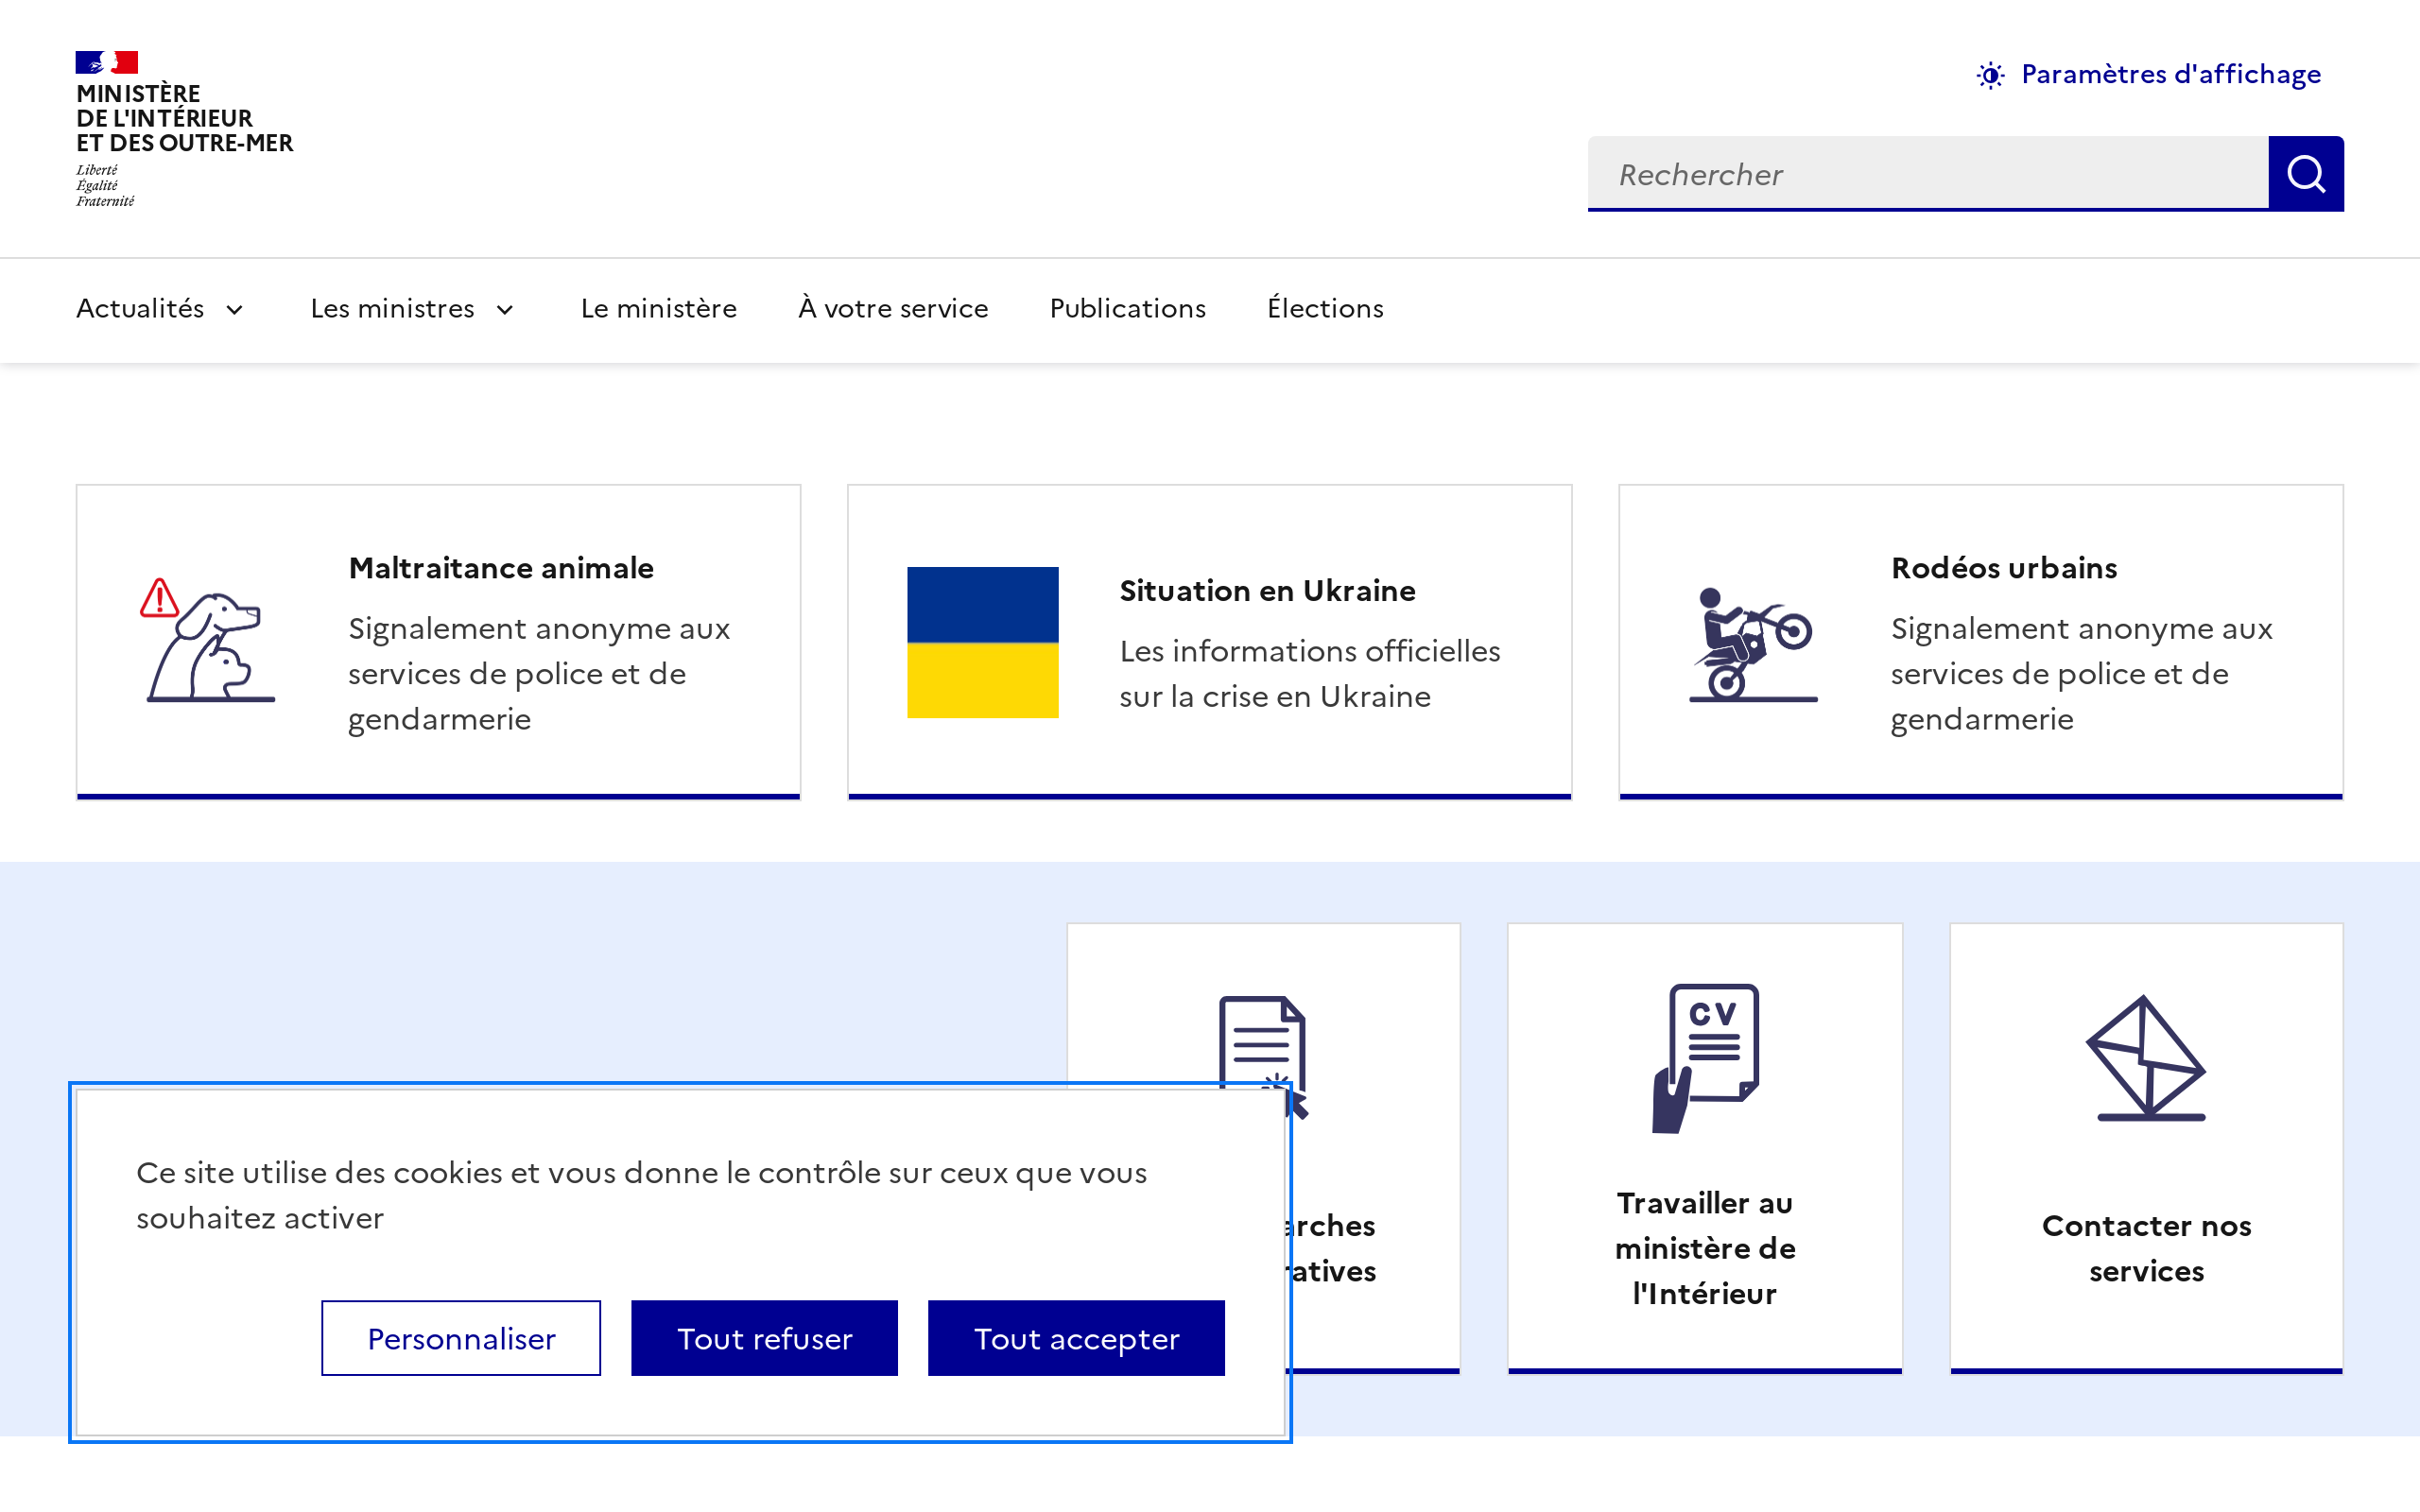 MINISTÈRE
DE L'INTÉRIEUR
ET DES OUTRE-MER
Liberté
Égalité
Fraternité
Paramètres d'affichage
Rechercher
Actualités
Les ministres
Le ministère
À votre service
Publications
Élections
Maltraitance animale
Signalement anonyme aux
services de police et de
gendarmerie
Situation en Ukraine
Les informations officielles
sur la crise en Ukraine
Rodéos urbains
Signalement anonyme aux
services de police et de
gendarmerie
CV
Travailler au
ministère de
l'Intérieur
Contacter nos
services
Ce site utilise des cookies et vous donne le contrôle sur ceux que vous
souhaitez activer
Personnaliser
Tout refuser
Tout accepter